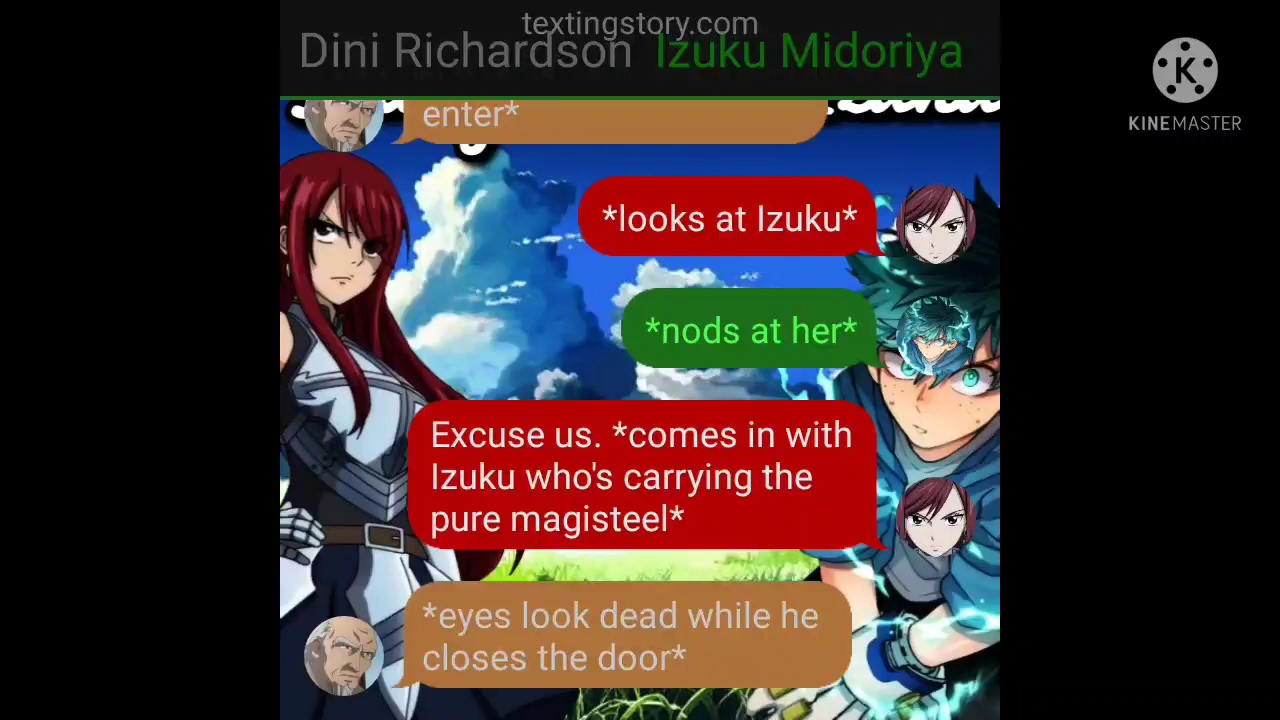 textingstory.com
Dini Richardson Izuku Midoriya
K
KINEMASTER
enter*
*looks at Izuku*
*nods at her*
Excuse us. *comes in with
Izuku who's carrying the
pure magisteel*
*eyes look dead while he
closes the door*